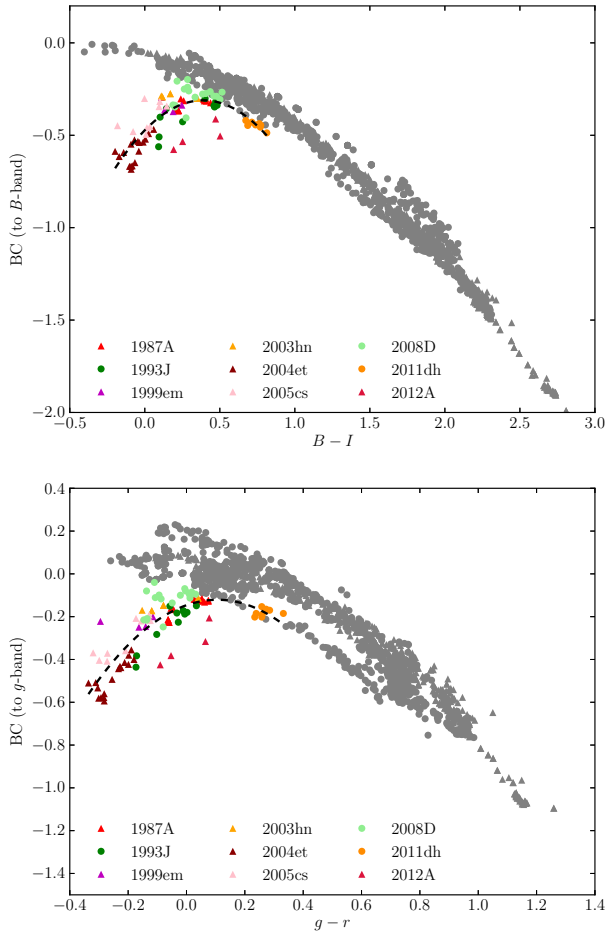 0.0
−0.5
−1.0
−1.5
−2.0
BC (to B-band)
1987A 2003hn 2008D
1993J 2004et 2011dh
1999em 2005cs 2012A
−0.5 0.0 0.5 1.0 1.5 2.0 2.5 3.0
B − I
0.4
0.2
0.0
−0.2
−0.4
−0.6
−0.8
−1.0
−1.2
−1.4
BC (to g-band)
1987A 2003hn 2008D
1993J 2004et 2011dh
1999em 2005cs 2012A
−0.4 −0.2 0.0 0.2 0.4 0.6 0.8 1.0 1.2 1.4
g − r